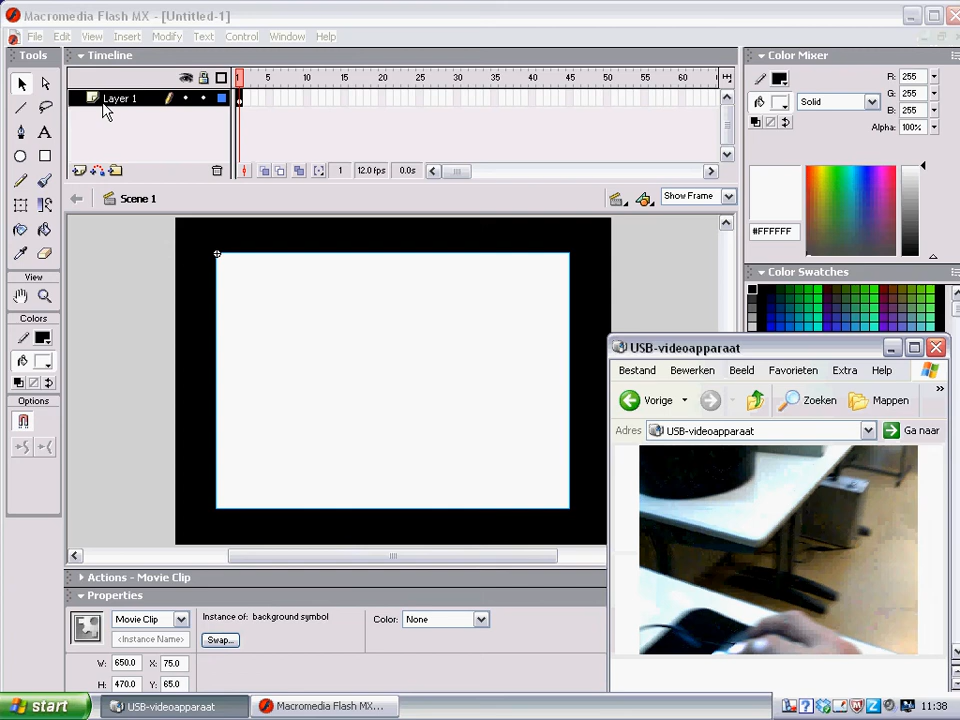 Macromedia Flash MX - [Untitled-1]
File Edit View Insert Modify Text Control Window Help
Tools
Timeline
Color Mixer
1 5 10 15 20 25 30 35 40 45 50 55 60
Layer 1
R: 255
G: 255
B: 255
Solid
Alpha: 100%
1 12.0 fps 0.0s
Scene 1
Show Frame
#FFFFFF
View
Colors
Options
Color Swatches
USB-videoapparaat
Bestand Bewerken Beeld Favorieten Extra Help
Vorige Zoeken Mappen
Adres USB-videoapparaat Ga naar
Actions - Movie Clip
Properties
Movie Clip Instance of: background symbol Color: None
<Instance Name> Swap...
W: 650.0 X: 75.0
H: 470.0 Y: 65.0
start USB-videoapparaat Macromedia Flash MX... 11:38